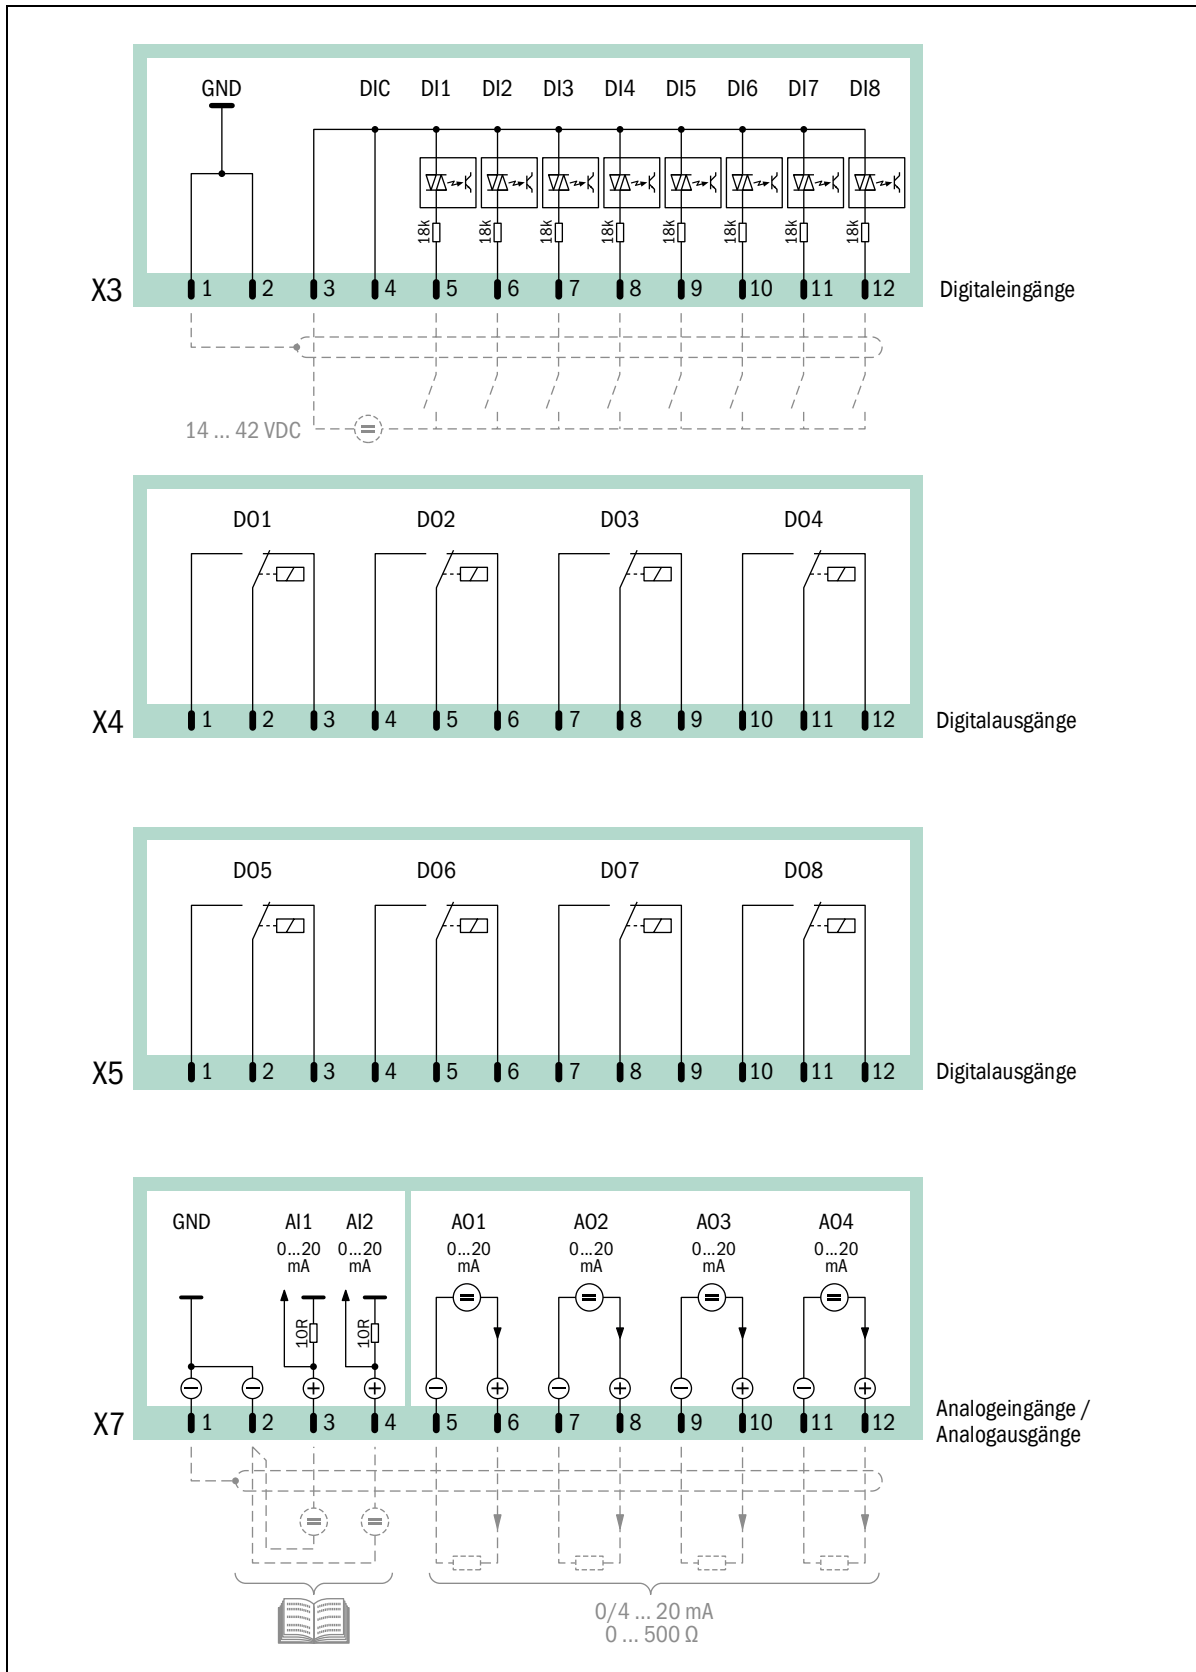 GND DIC DI1 DI2 DI3 DI4 DI5 DI6 DI7 DI8
18k 18k 18k 18k 18k 18k 18k 18k
X3 1 2 3 4 5 6 7 8 9 10 11 12 Digitaleingänge
14 ... 42 VDC
DO1 DO2 DO3 DO4
X4 1 2 3 4 5 6 7 8 9 10 11 12 Digitalausgänge
DO5 DO6 DO7 DO8
X5 1 2 3 4 5 6 7 8 9 10 11 12 Digitalausgänge
GND AI1 AI2 AO1 AO2 AO3 AO4
0...20 0...20 0...20 0...20 0...20 0...20
mA mA mA mA mA mA
10R 10R
X7 1 2 3 4 5 6 7 8 9 10 11 12
Analogeingänge /
Analogausgänge
0/4 ... 20 mA
0 ... 500 Ω